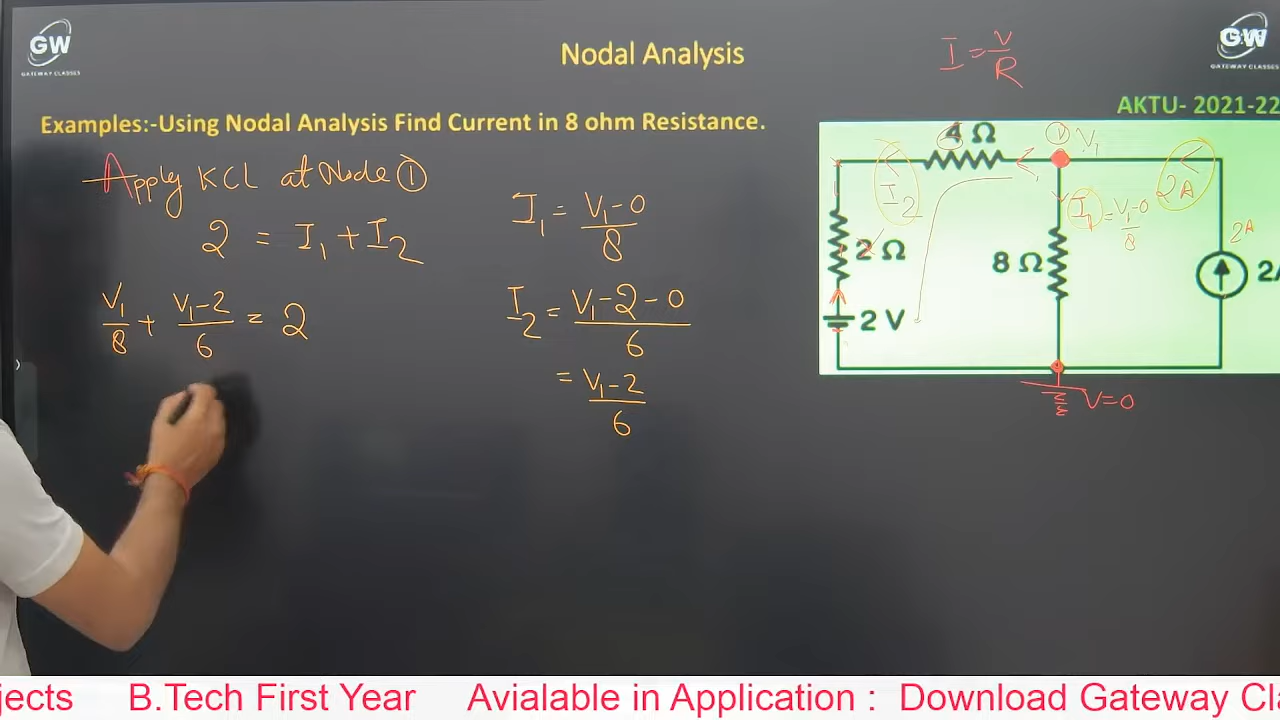 GW
GATEWAY CLASSES
Nodal Analysis
I = V/R
GW
GATEWAY CLASSES
AKTU- 2021-22
Examples:-Using Nodal Analysis Find Current in 8 ohm Resistance.
Apply KCL at Node ①
2 = I₁ + I₂
V₁/8 + V₁-2/6 = 2
I₁ = V₁-0/8
I₂ = V₁-2-0/6
= V₁-2/6
4 Ω
① V₁
I₂
I₁ = V₁-0/8
2A
2 Ω
8 Ω
2A
2A
2 V
V=0
jects B.Tech First Year Avialable in Application : Download Gateway Cla